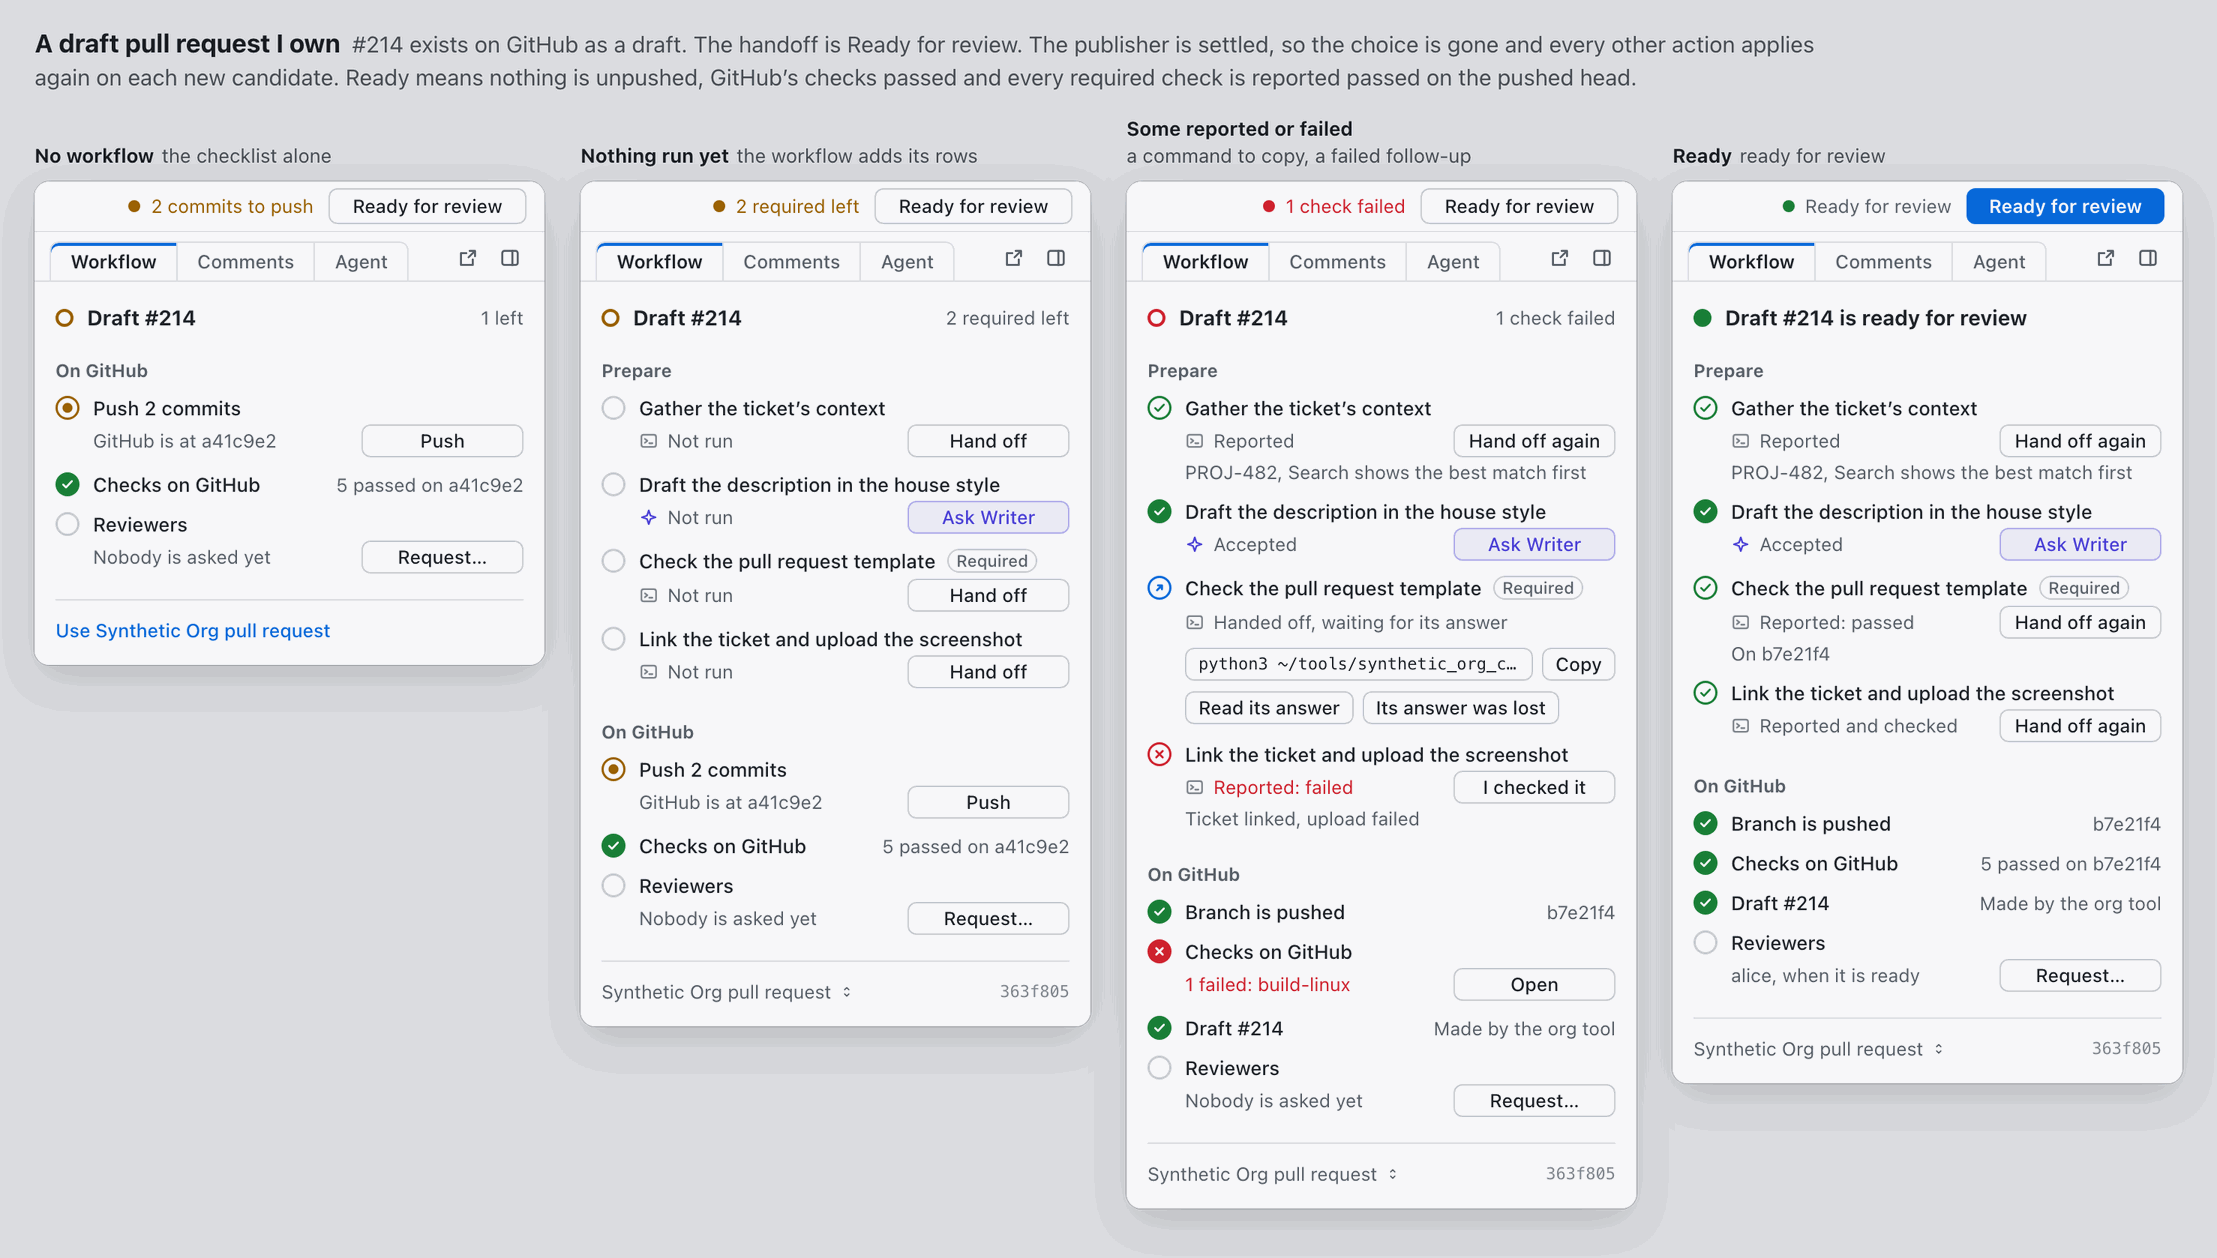 A draft pull request I own #214 exists on GitHub as a draft. The handoff is Ready for review. The publisher is settled, so the choice is gone and every other action applies
again on each new candidate. Ready means nothing is unpushed, GitHub’s checks passed and every required check is reported passed on the pushed head.
No workflow the checklist alone
2 commits to push Ready for review
Workflow Comments Agent
Draft #214 1 left
On GitHub
Push 2 commits
GitHub is at a41c9e2 Push
Checks on GitHub 5 passed on a41c9e2
Reviewers
Nobody is asked yet Request…
Use Synthetic Org pull request
Nothing run yet the workflow adds its rows
2 required left Ready for review
Workflow Comments Agent
Draft #214 2 required left
Prepare
Gather the ticket’s context
Not run Hand off
Draft the description in the house style
Not run Ask Writer
Check the pull request template Required
Not run Hand off
Link the ticket and upload the screenshot
Not run Hand off
On GitHub
Push 2 commits
GitHub is at a41c9e2 Push
Checks on GitHub 5 passed on a41c9e2
Reviewers
Nobody is asked yet Request…
Synthetic Org pull request 363f805
Some reported or failed
a command to copy, a failed follow-up
1 check failed Ready for review
Workflow Comments Agent
Draft #214 1 check failed
Prepare
Gather the ticket’s context
Reported Hand off again
PROJ-482, Search shows the best match first
Draft the description in the house style
Accepted Ask Writer
Check the pull request template Required
Handed off, waiting for its answer
python3 ~/tools/synthetic_org_c… Copy
Read its answer Its answer was lost
Link the ticket and upload the screenshot
Reported: failed I checked it
Ticket linked, upload failed
On GitHub
Branch is pushed b7e21f4
Checks on GitHub
1 failed: build-linux Open
Draft #214 Made by the org tool
Reviewers
Nobody is asked yet Request…
Synthetic Org pull request 363f805
Ready ready for review
Ready for review Ready for review
Workflow Comments Agent
Draft #214 is ready for review
Prepare
Gather the ticket’s context
Reported Hand off again
PROJ-482, Search shows the best match first
Draft the description in the house style
Accepted Ask Writer
Check the pull request template Required
Reported: passed Hand off again
On b7e21f4
Link the ticket and upload the screenshot
Reported and checked Hand off again
On GitHub
Branch is pushed b7e21f4
Checks on GitHub 5 passed on b7e21f4
Draft #214 Made by the org tool
Reviewers
alice, when it is ready Request…
Synthetic Org pull request 363f805